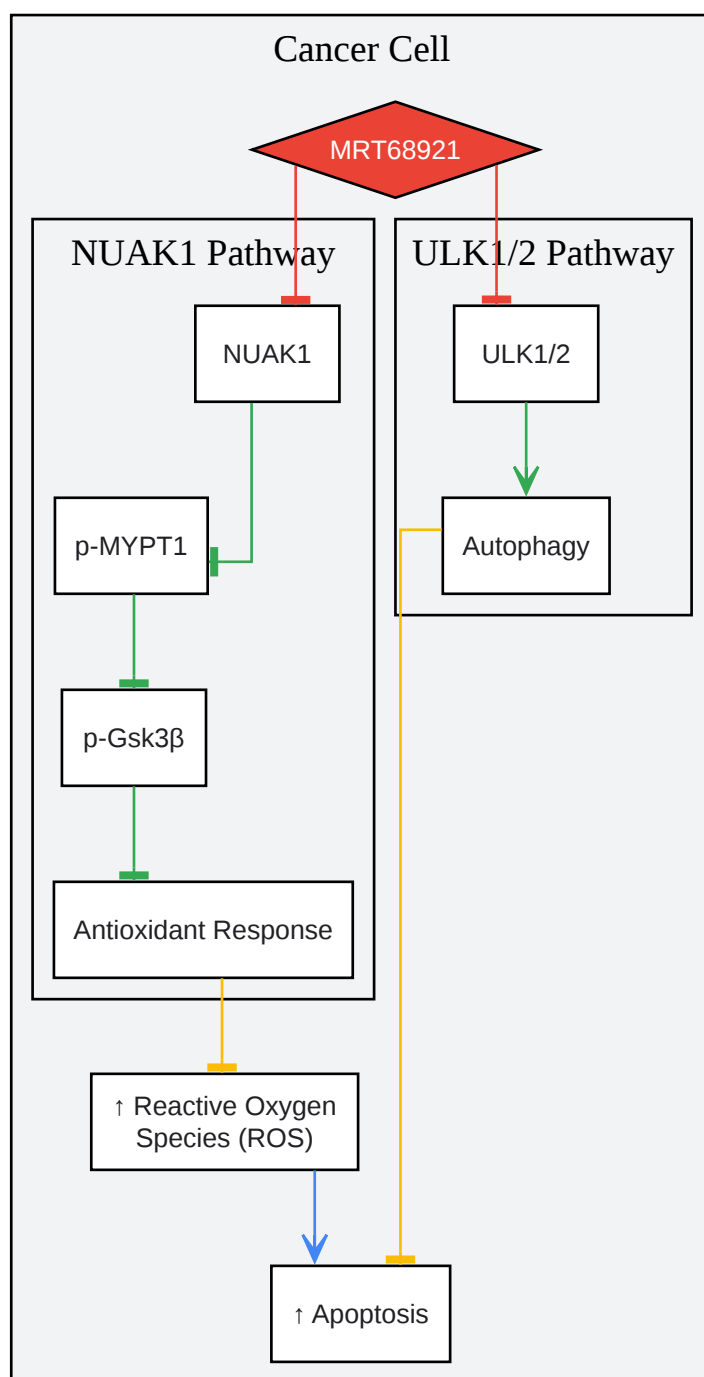 Cancer Cell
MRT68921
NUAK1 Pathway
ULK1/2 Pathway
NUAK1
ULK1/2
p-MYPT1
Autophagy
p-Gsk3β
Antioxidant Response
↑ Reactive Oxygen
Species (ROS)
↑ Apoptosis